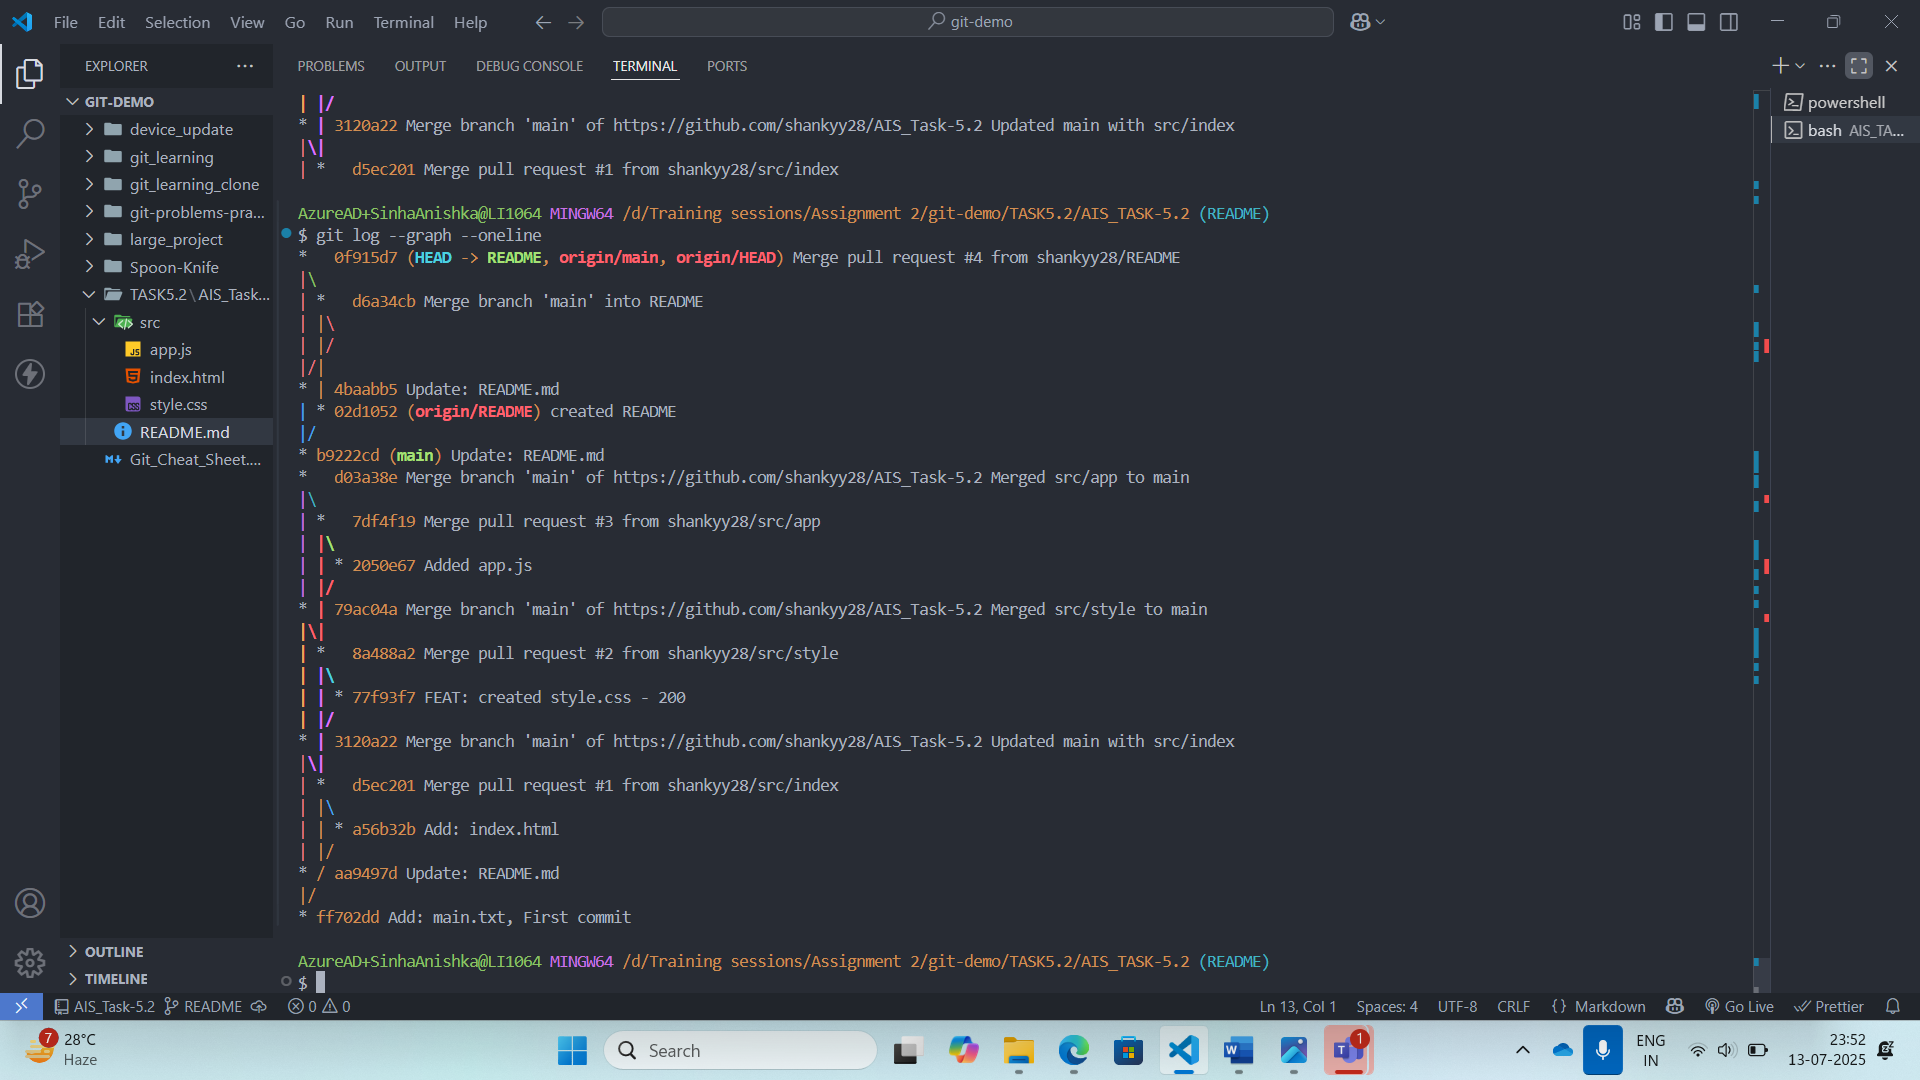 File Edit Selection View Go Run Terminal Help
git-demo
EXPLORER
GIT-DEMO
device_update
git_learning
git_learning_clone
git-problems-pra...
large_project
Spoon-Knife
TASK5.2\AIS_Task...
src
app.js
index.html
style.css
README.md
Git_Cheat_Sheet....
OUTLINE
TIMELINE
PROBLEMS OUTPUT DEBUG CONSOLE TERMINAL PORTS
powershell
bash AIS_TA...
| |/
* | 3120a22 Merge branch 'main' of https://github.com/shankyy28/AIS_Task-5.2 Updated main with src/index
|\|
| *   d5ec201 Merge pull request #1 from shankyy28/src/index
AzureAD+SinhaAnishka@LI1064 MINGW64 /d/Training sessions/Assignment 2/git-demo/TASK5.2/AIS_TASK-5.2 (README)
$ git log --graph --oneline
*   0f915d7 (HEAD -> README, origin/main, origin/HEAD) Merge pull request #4 from shankyy28/README
|\
| *   d6a34cb Merge branch 'main' into README
| |\
| |/
|/|
* | 4baabb5 Update: README.md
| * 02d1052 (origin/README) created README
|/
* b9222cd (main) Update: README.md
*   d03a38e Merge branch 'main' of https://github.com/shankyy28/AIS_Task-5.2 Merged src/app to main
|\
| *   7df4f19 Merge pull request #3 from shankyy28/src/app
| |\
| | * 2050e67 Added app.js
| |/
* | 79ac04a Merge branch 'main' of https://github.com/shankyy28/AIS_Task-5.2 Merged src/style to main
|\|
| *   8a488a2 Merge pull request #2 from shankyy28/src/style
| |\
| | * 77f93f7 FEAT: created style.css - 200
| |/
* | 3120a22 Merge branch 'main' of https://github.com/shankyy28/AIS_Task-5.2 Updated main with src/index
|\|
| *   d5ec201 Merge pull request #1 from shankyy28/src/index
| |\
| | * a56b32b Add: index.html
| |/
* / aa9497d Update: README.md
|/
* ff702dd Add: main.txt, First commit
AzureAD+SinhaAnishka@LI1064 MINGW64 /d/Training sessions/Assignment 2/git-demo/TASK5.2/AIS_TASK-5.2 (README)
$
AIS_Task-5.2 README 0 0 Ln 13, Col 1 Spaces: 4 UTF-8 CRLF {} Markdown Go Live Prettier
7
28°C
Haze
Search
1
ENG
IN
23:52
13-07-2025